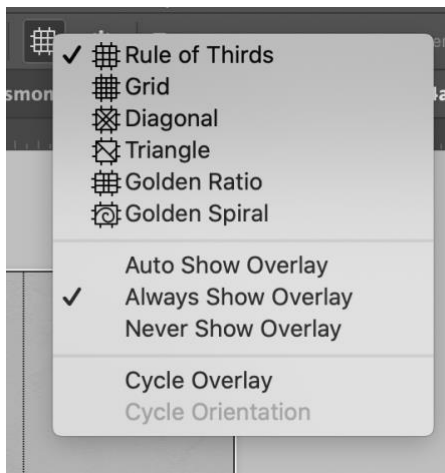 Rule of Thirds
Grid
Diagonal
Triangle
Golden Ratio
Golden Spiral
Auto Show Overlay
Always Show Overlay
Never Show Overlay
Cycle Overlay
Cycle Orientation